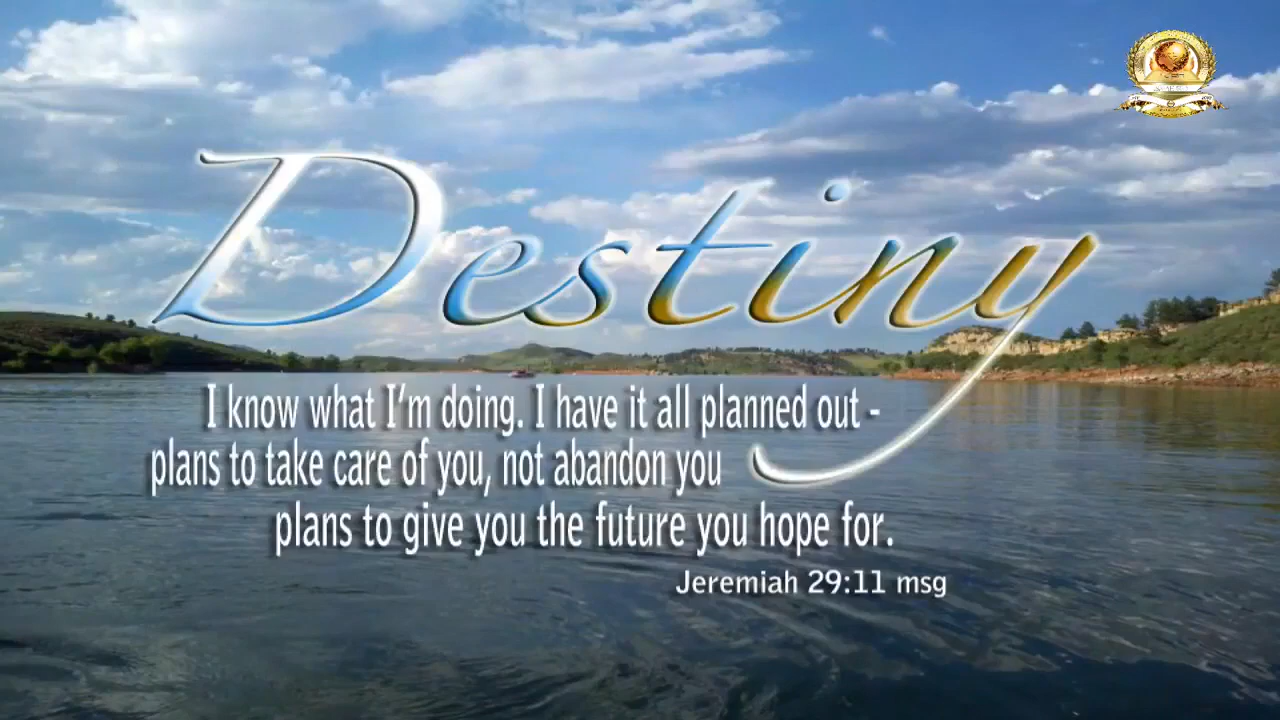 Destiny
I know what I'm doing. I have it all planned out -
plans to take care of you, not abandon you
plans to give you the future you hope for.
Jeremiah 29:11 msg